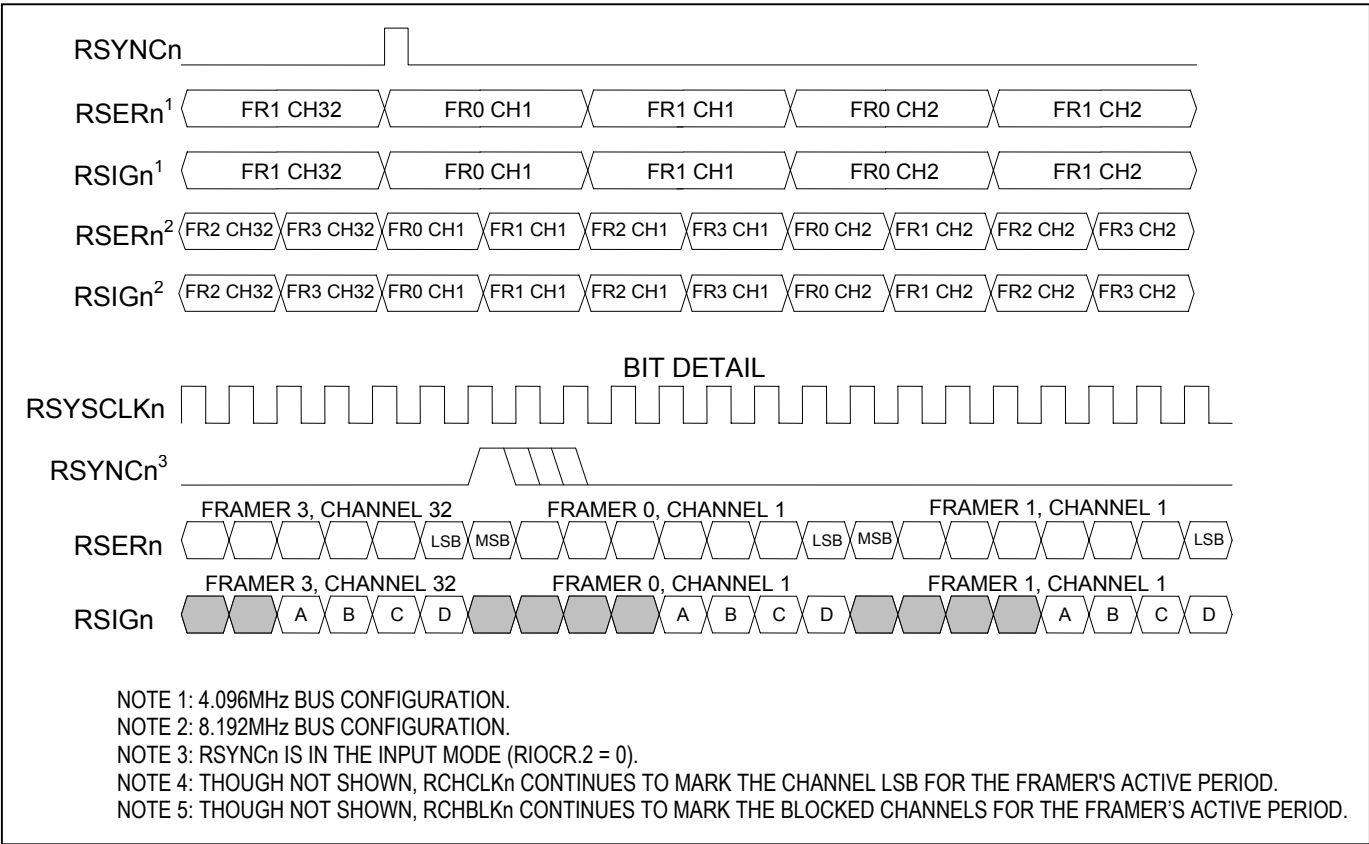 RSYNCn
RSERn1 FR1 CH32 FR0 CH1 FR1 CH1 FR0 CH2 FR1 CH2
RSIGn1 FR1 CH32 FR0 CH1 FR1 CH1 FR0 CH2 FR1 CH2
RSERn2 FR2 CH32 FR3 CH32 FR0 CH1 FR1 CH1 FR2 CH1 FR3 CH1 FR0 CH2 FR1 CH2 FR2 CH2 FR3 CH2
RSIGn2 FR2 CH32 FR3 CH32 FR0 CH1 FR1 CH1 FR2 CH1 FR3 CH1 FR0 CH2 FR1 CH2 FR2 CH2 FR3 CH2
BIT DETAIL
RSYSCLKn
RSYNCn3
FRAMER 3, CHANNEL 32 FRAMER 0, CHANNEL 1 FRAMER 1, CHANNEL 1
RSERn LSB MSB LSB MSB LSB
FRAMER 3, CHANNEL 32 FRAMER 0, CHANNEL 1 FRAMER 1, CHANNEL 1
RSIGn A B C D A B C D A B C D
NOTE 1: 4.096MHz BUS CONFIGURATION.
NOTE 2: 8.192MHz BUS CONFIGURATION.
NOTE 3: RSYNCn IS IN THE INPUT MODE (RIOCR.2 = 0).
NOTE 4: THOUGH NOT SHOWN, RCHCLKn CONTINUES TO MARK THE CHANNEL LSB FOR THE FRAMER'S ACTIVE PERIOD.
NOTE 5: THOUGH NOT SHOWN, RCHBLKn CONTINUES TO MARK THE BLOCKED CHANNELS FOR THE FRAMER’S ACTIVE PERIOD.